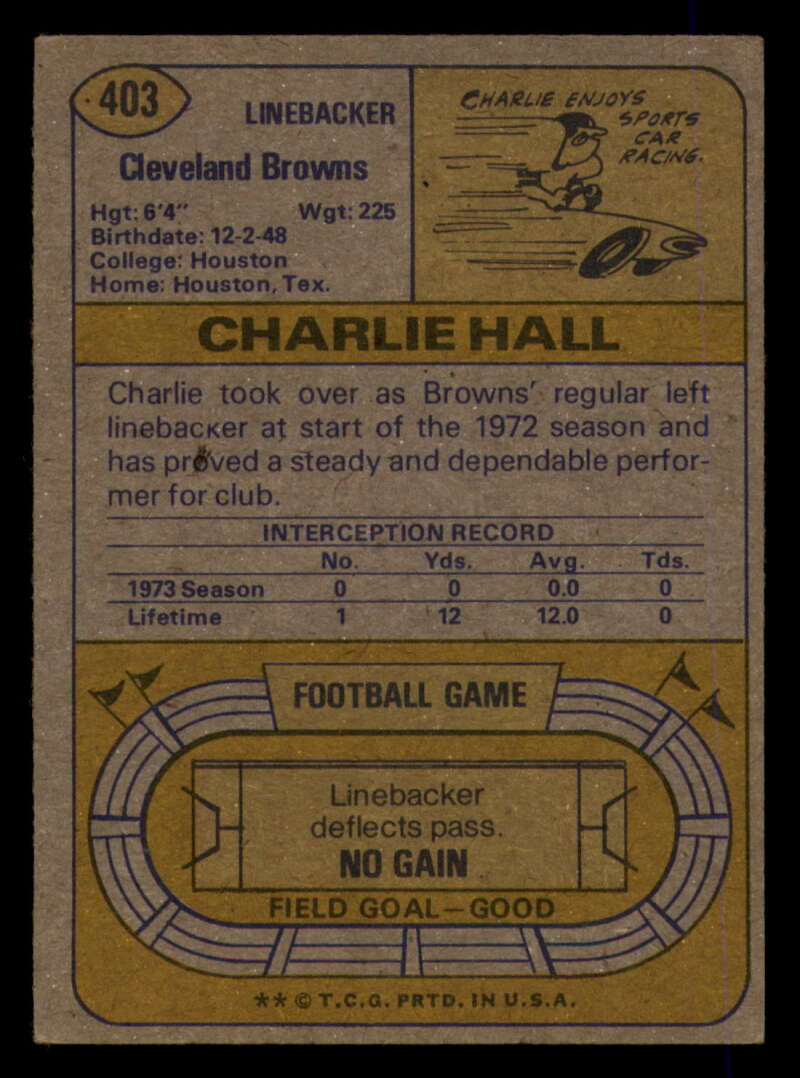 403
LINEBACKER
Cleveland Browns
Hgt: 6'4" Wgt: 225
Birthdate: 12-2-48
College: Houston
Home: Houston, Tex.
CHARLIE ENJOYS
SPORTS
CAR
RACING.
CHARLIE HALL
Charlie took over as Browns' regular left
linebacker at start of the 1972 season and
has proved a steady and dependable perfor-
mer for club.
INTERCEPTION RECORD
No. Yds. Avg. Tds.
1973 Season 0 0 0.0 0
Lifetime 1 12 12.0 0
FOOTBALL GAME
Linebacker
deflects pass.
NO GAIN
FIELD GOAL—GOOD
** © T.C.G. PRTD. IN U.S.A.